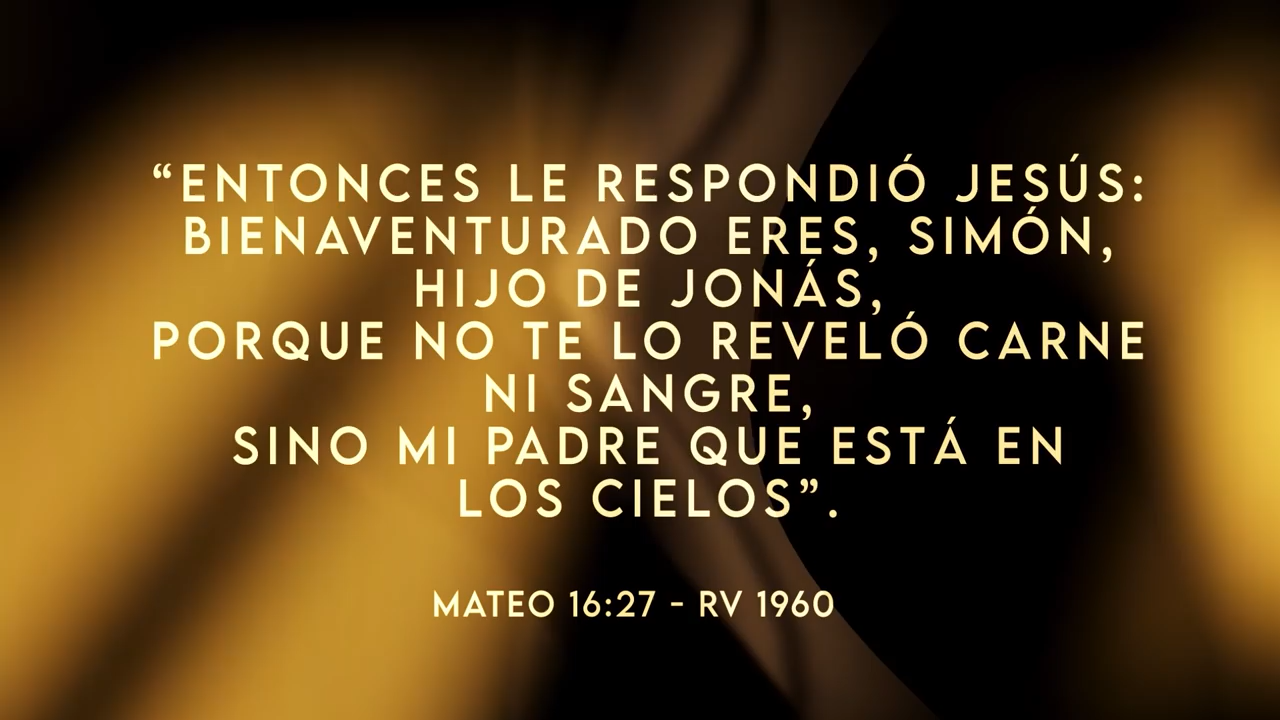 “ENTONCES LE RESPONDIÓ JESÚS:
BIENAVENTURADO ERES, SIMÓN,
HIJO DE JONÁS,
PORQUE NO TE LO REVELÓ CARNE
NI SANGRE,
SINO MI PADRE QUE ESTÁ EN
LOS CIELOS”.
MATEO 16:27 - RV 1960